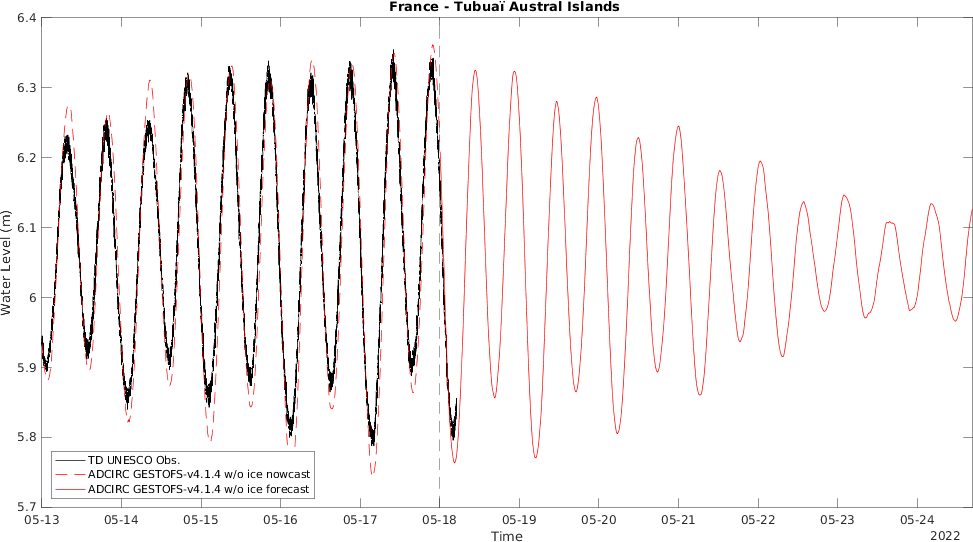 France - Tubuaï Austral Islands
Water Level (m)
6.4
6.3
6.2
6.1
6
5.9
5.8
5.7
TD UNESCO Obs.
ADCIRC GESTOFS-v4.1.4 w/o ice nowcast
ADCIRC GESTOFS-v4.1.4 w/o ice forecast
05-13 05-14 05-15 05-16 05-17 05-18 05-19 05-20 05-21 05-22 05-23 05-24
Time
2022